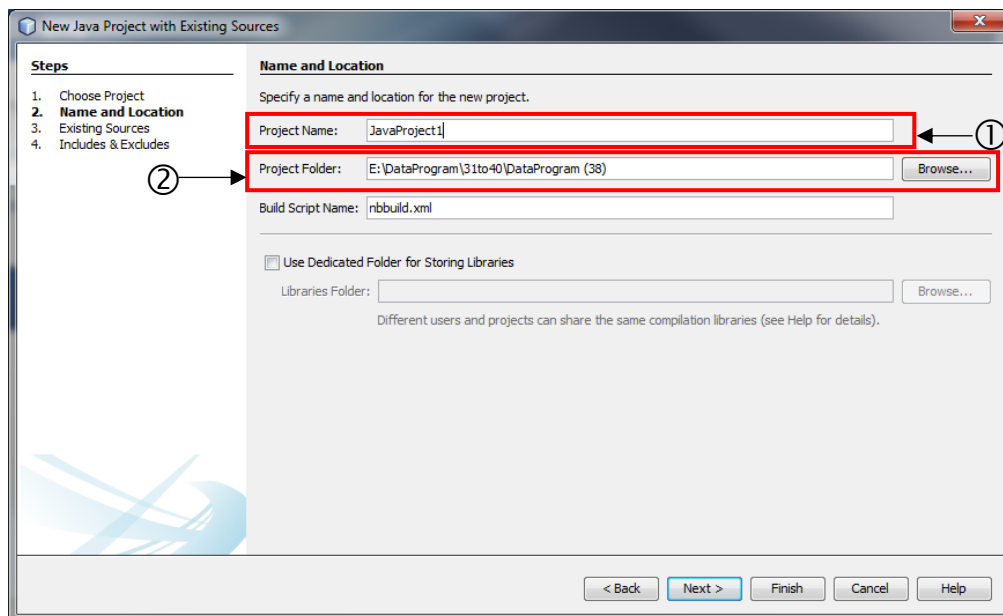 New Java Project with Existing Sources
Steps
1. Choose Project
2. Name and Location
3. Existing Sources
4. Includes & Excludes
Name and Location
Specify a name and location for the new project.
Project Name: JavaProject1
①
②
Project Folder: E:\DataProgram\31to40\DataProgram (38) Browse...
Build Script Name: nbbuild.xml
Use Dedicated Folder for Storing Libraries
Libraries Folder: Browse...
Different users and projects can share the same compilation libraries (see Help for details).
< Back Next > Finish Cancel Help